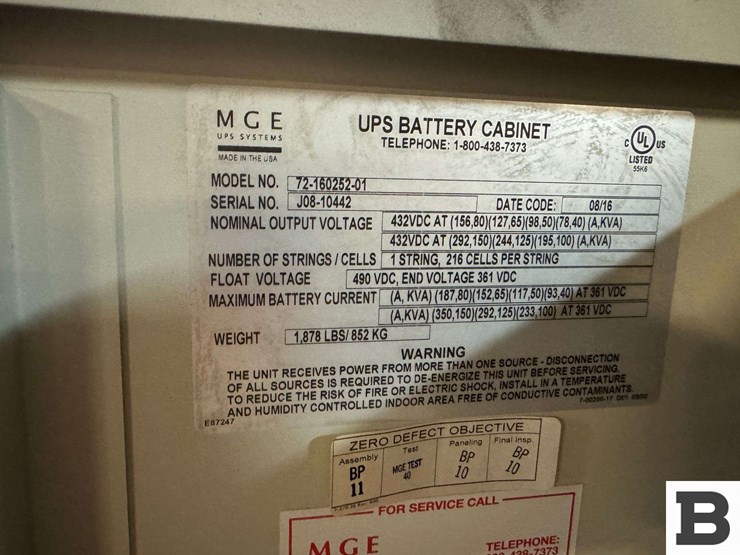 MGE
UPS SYSTEMS
MADE IN THE USA
UPS BATTERY CABINET
TELEPHONE: 1-800-438-7373
C UL US
LISTED
55K6
MODEL NO. 72-160252-01
SERIAL NO. J08-10442 DATE CODE: 08/16
NOMINAL OUTPUT VOLTAGE 432VDC AT (156,80)(127,65)(98,50)(78,40) (A,KVA)
432VDC AT (292,150)(244,125)(195,100) (A,KVA)
NUMBER OF STRINGS / CELLS 1 STRING, 216 CELLS PER STRING
FLOAT VOLTAGE 490 VDC, END VOLTAGE 361 VDC
MAXIMUM BATTERY CURRENT (A, KVA) (187,80)(152,65)(117,50)(93,40) AT 361 VDC
(A,KVA) (350,150)(292,125)(233,100) AT 361 VDC
WEIGHT 1,878 LBS/ 852 KG
WARNING
THE UNIT RECEIVES POWER FROM MORE THAN ONE SOURCE - DISCONNECTION
OF ALL SOURCES IS REQUIRED TO DE-ENERGIZE THIS UNIT BEFORE SERVICING.
TO REDUCE THE RISK OF FIRE OR ELECTRIC SHOCK, INSTALL IN A TEMPERATURE
AND HUMIDITY CONTROLLED INDOOR AREA FREE OF CONDUCTIVE CONTAMINANTS.
E87247
ZERO DEFECT OBJECTIVE
Assembly Test Paneling Final Insp.
BP MGE TEST BP BP
11 40 10 10
FOR SERVICE CALL
MGE TELEPHONE:
438-7373
B